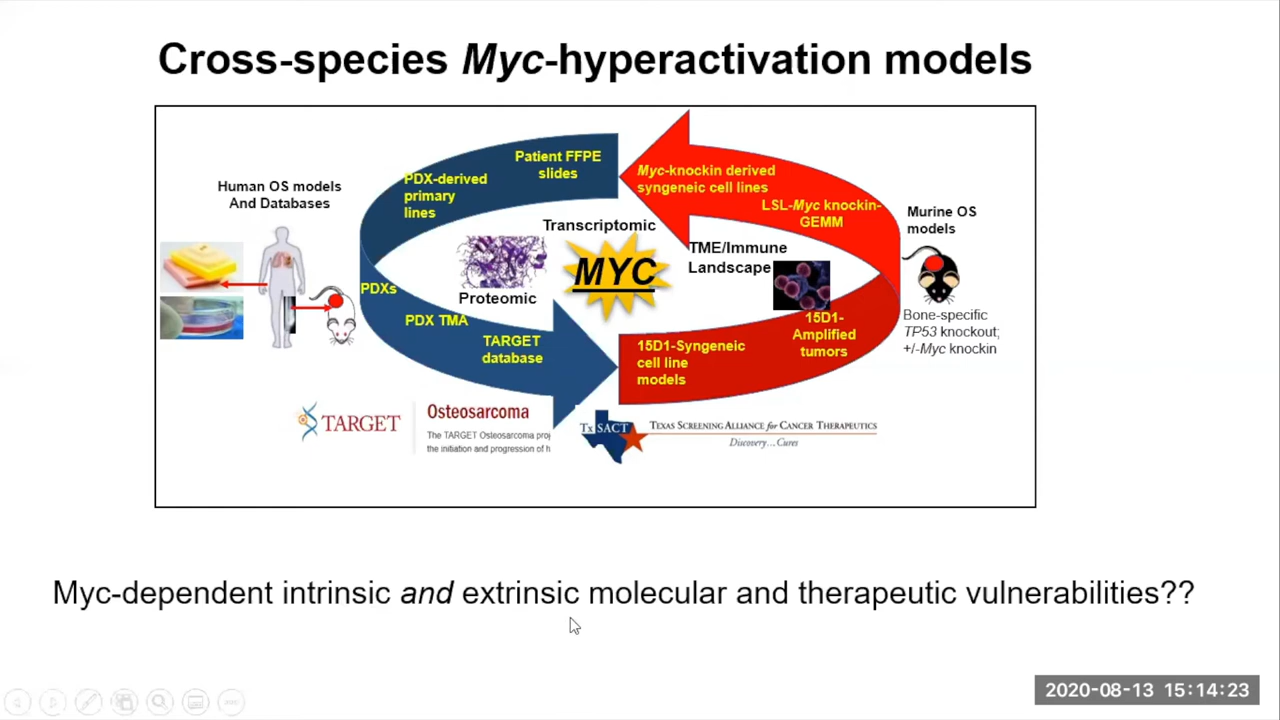 Cross-species Myc-hyperactivation models
Human OS models
And Databases
PDX-derived
primary
lines
Patient FFPE
slides
PDXs
PDX TMA
TARGET
database
Transcriptomic
Proteomic
MYC
TME/Immune
Landscape
Myc-knockin derived
syngeneic cell lines
LSL-Myc knockin-
GEMM
15D1-
Amplified
tumors
15D1-Syngeneic
cell line
models
Murine OS
models
Bone-specific
TP53 knockout;
+/-Myc knockin
TARGET
Osteosarcoma
The TARGET Osteosarcoma proj
the initiation and progression of h
TxSACT
TEXAS SCREENING ALLIANCE for CANCER THERAPEUTICS
Discovery...Cures
Myc-dependent intrinsic and extrinsic molecular and therapeutic vulnerabilities??
2020-08-13 15:14:23